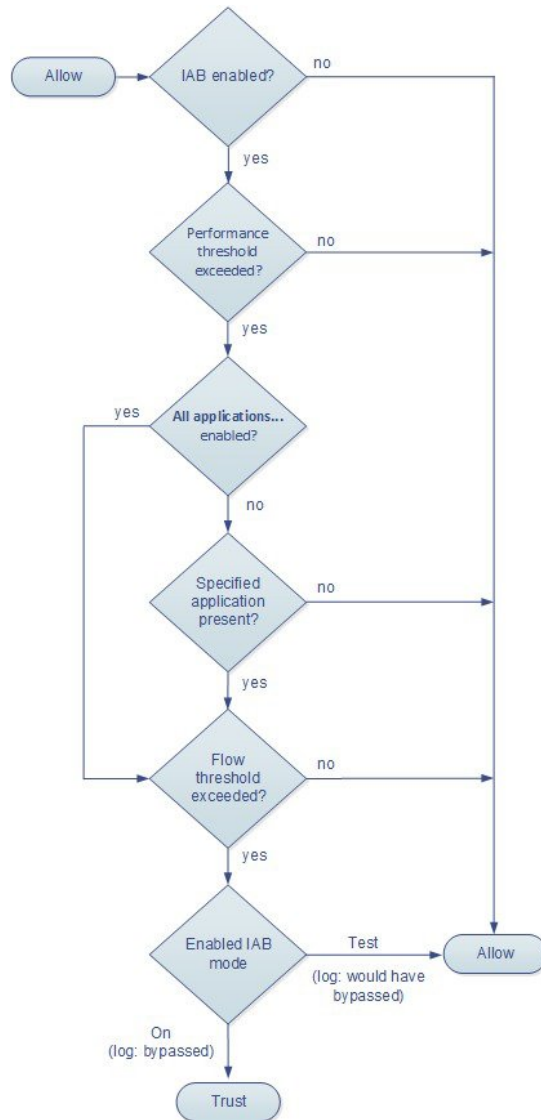 Allow
IAB enabled?
no
yes
Performance
threshold
exceeded?
no
yes
yes
All applications...
enabled?
no
Specified
application
present?
no
yes
Flow
threshold
exceeded?
no
yes
Enabled IAB
mode
Test
(log: would have
bypassed)
Allow
On
(log: bypassed)
Trust